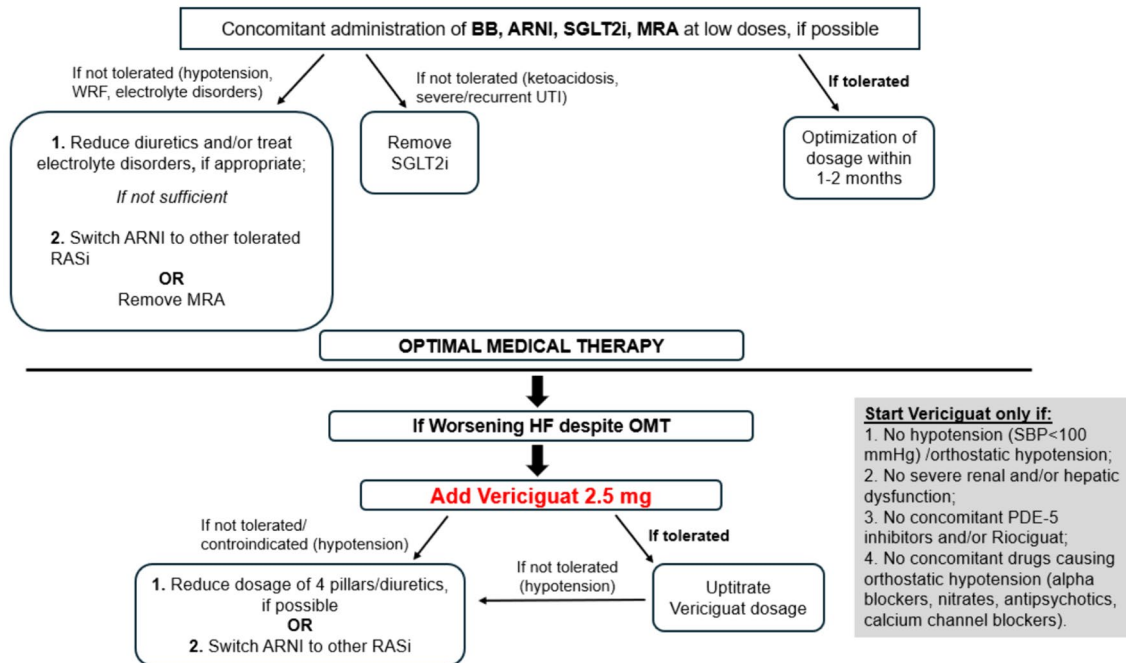 Concomitant administration of BB, ARNI, SGLT2i, MRA at low doses, if possible
If not tolerated (hypotension,
WRF, electrolyte disorders)
If not tolerated (ketoacidosis,
severe/recurrent UTI)
If tolerated
1. Reduce diuretics and/or treat
electrolyte disorders, if appropriate;
If not sufficient
2. Switch ARNI to other tolerated
RASi
OR
Remove MRA
Remove
SGLT2i
Optimization of
dosage within
1-2 months
OPTIMAL MEDICAL THERAPY
If Worsening HF despite OMT
Add Vericiguat 2.5 mg
If not tolerated/
controindicated (hypotension)
If tolerated
1. Reduce dosage of 4 pillars/diuretics,
if possible
OR
2. Switch ARNI to other RASi
If not tolerated
(hypotension)
Uptitrate
Vericiguat dosage
Start Vericiguat only if:
1. No hypotension (SBP<100
mmHg) /orthostatic hypotension;
2. No severe renal and/or hepatic
dysfunction;
3. No concomitant PDE-5
inhibitors and/or Riociguat;
4. No concomitant drugs causing
orthostatic hypotension (alpha
blockers, nitrates, antipsychotics,
calcium channel blockers).